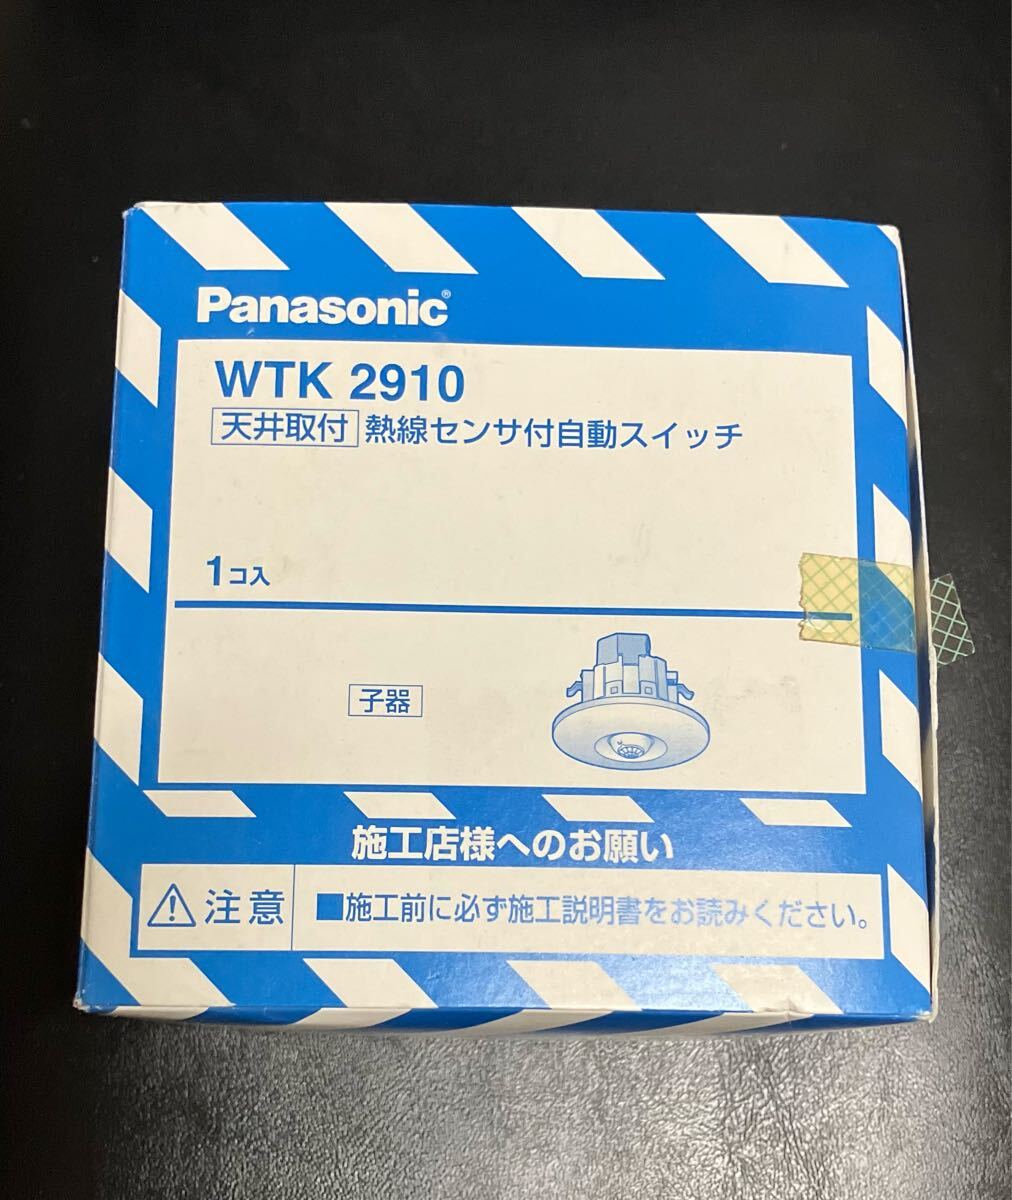 Panasonic®
WTK 2910
天井取付 熱線センサ付自動スイッチ
1コ入
子器
施工店様へのお願い
注意 ■施工前に必ず施工説明書をお読みください。